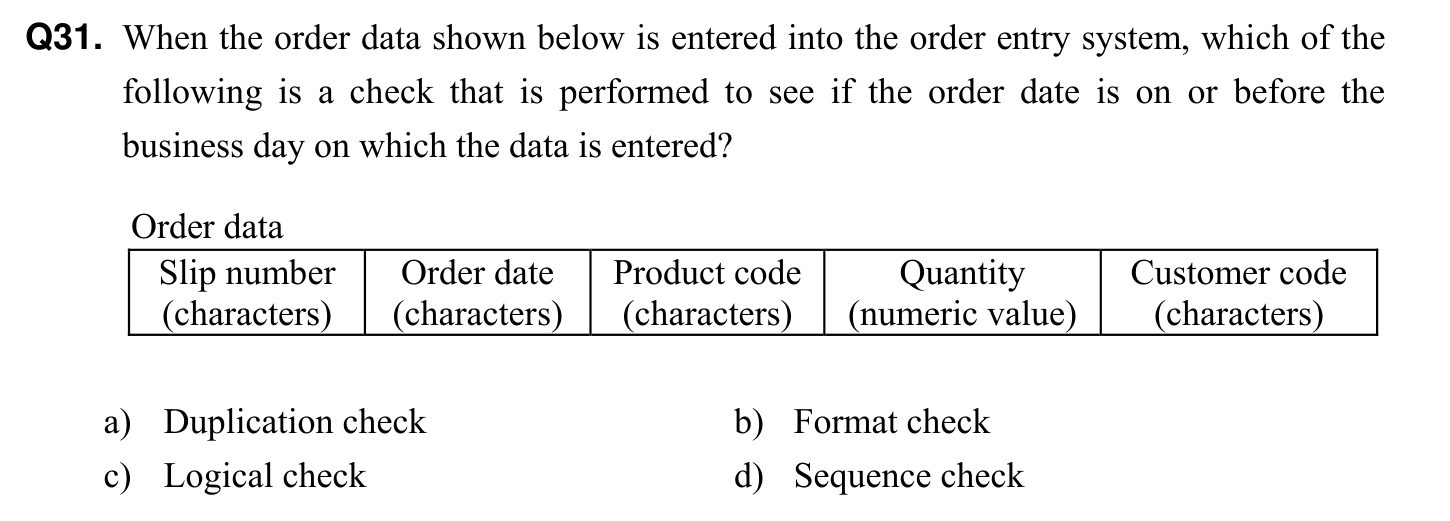 Q31. When the order data shown below is entered into the order entry system, which of the
following is a check that is performed to see if the order date is on or before the
business day on which the data is entered?
Order data
Slip number (characters) Order date (characters) Product code (characters) Quantity (numeric value) Customer code (characters)
a) Duplication check b) Format check
c) Logical check d) Sequence check